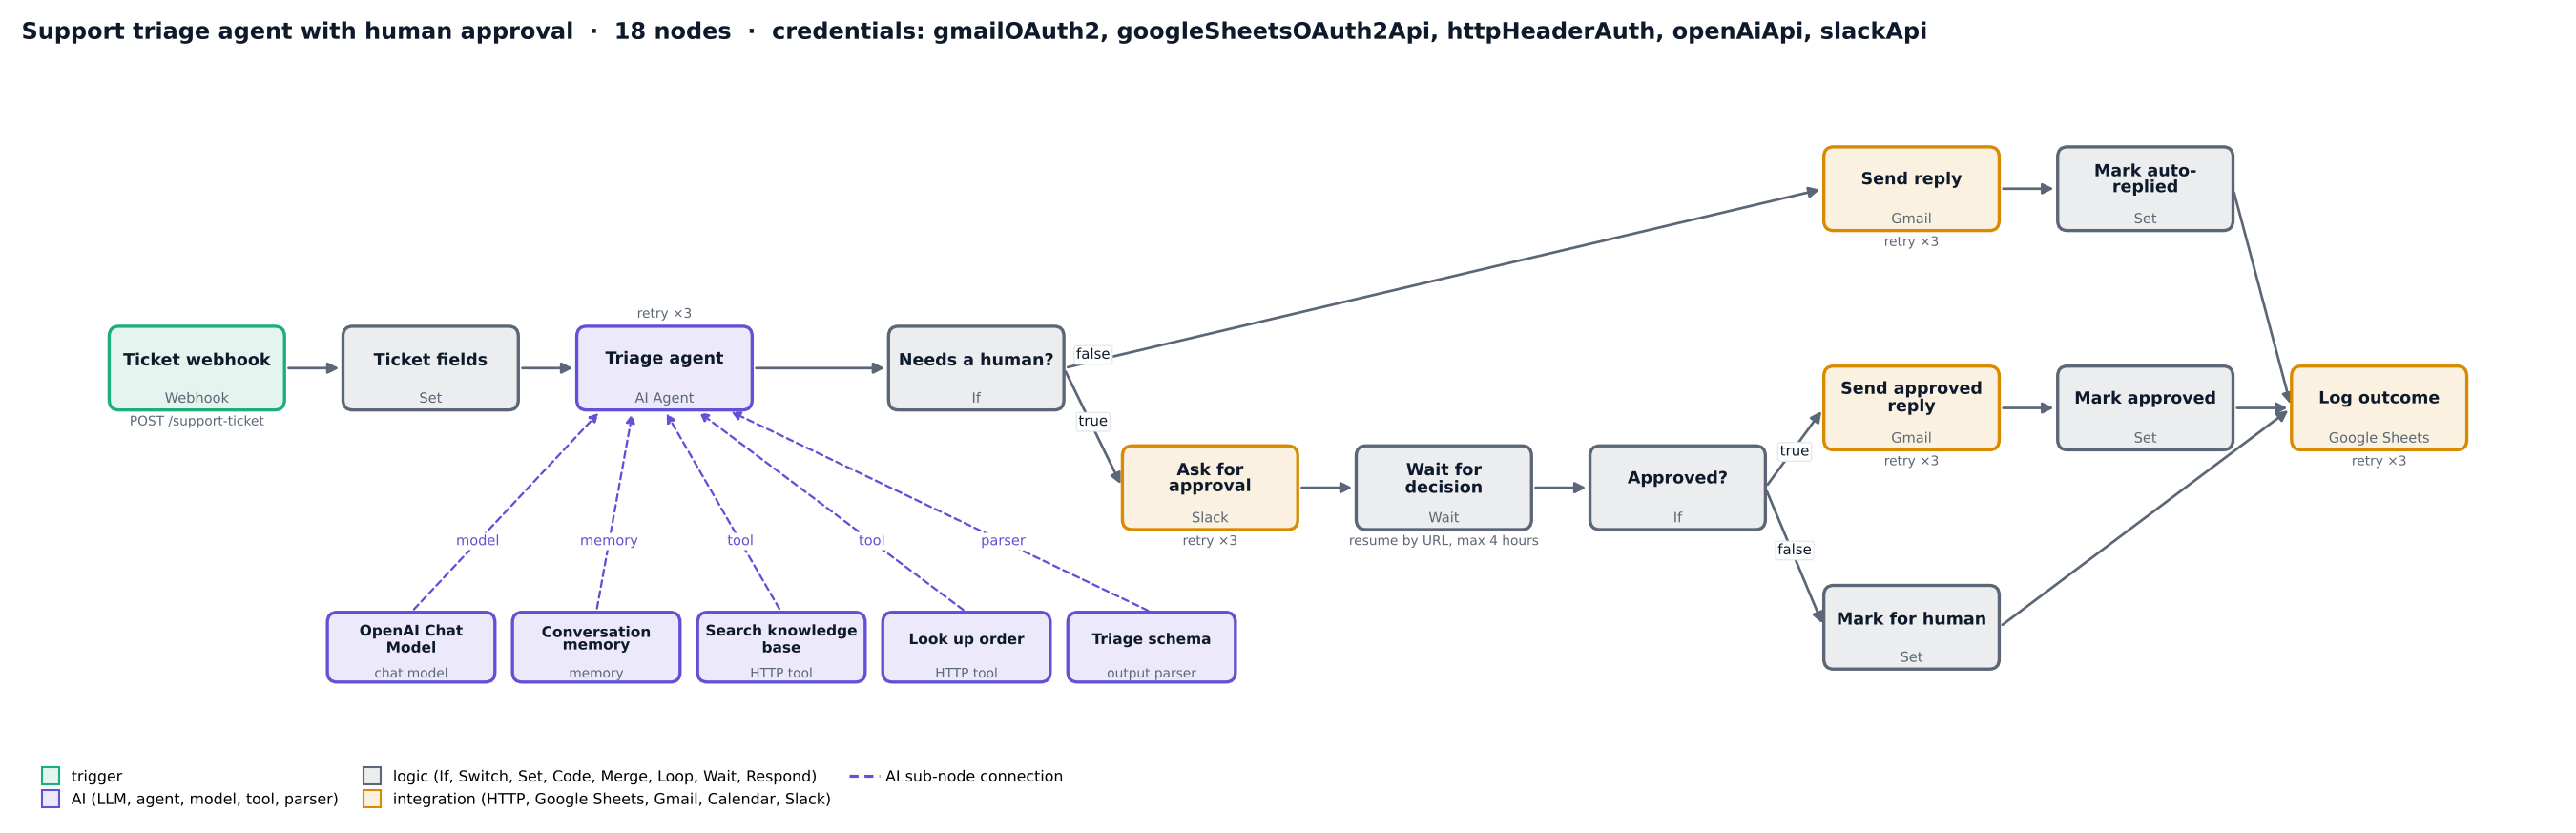 Support triage agent with human approval · 18 nodes · credentials: gmailOAuth2, googleSheetsOAuth2Api, httpHeaderAuth, openAiApi, slackApi
Send reply
Gmail
retry ×3
Mark auto-
replied
Set
Ticket webhook
Webhook
POST /support-ticket
Ticket fields
Set
retry ×3
Triage agent
AI Agent
Needs a human?
If
false
true
Ask for
approval
Slack
retry ×3
Wait for
decision
Wait
resume by URL, max 4 hours
Approved?
If
true
false
Send approved
reply
Gmail
retry ×3
Mark approved
Set
Log outcome
Google Sheets
retry ×3
Mark for human
Set
model
memory
tool
tool
parser
OpenAI Chat
Model
chat model
Conversation
memory
memory
Search knowledge
base
HTTP tool
Look up order
HTTP tool
Triage schema
output parser
trigger
AI (LLM, agent, model, tool, parser)
logic (If, Switch, Set, Code, Merge, Loop, Wait, Respond)
integration (HTTP, Google Sheets, Gmail, Calendar, Slack)
AI sub-node connection